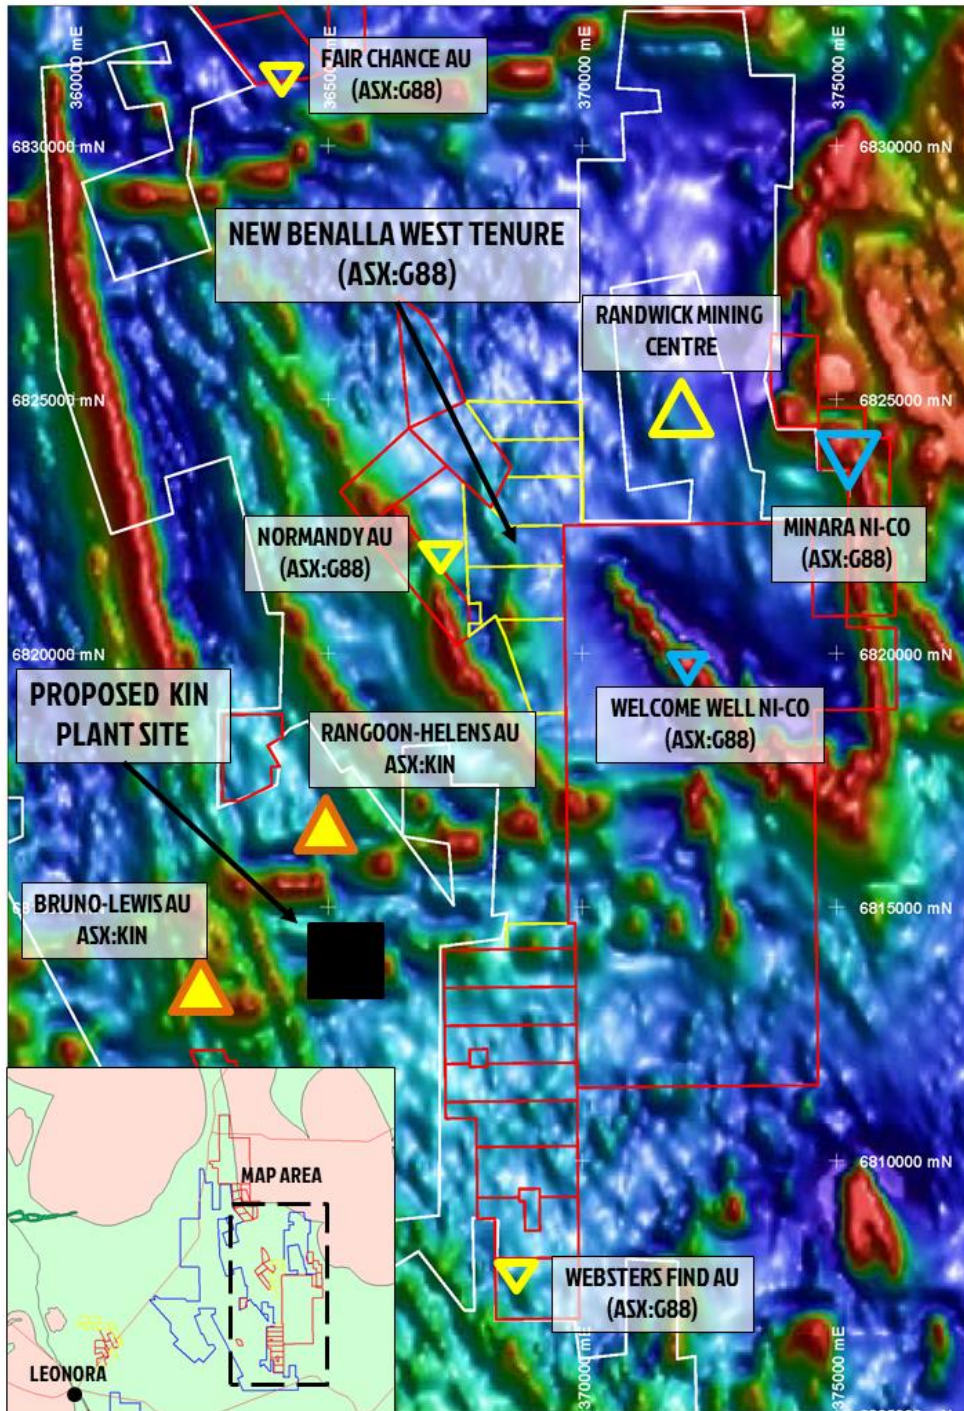 FAIR CHANCE AU
(ASX:G88)
360000 mE
370000 mE
375000 mE
6830000 mN
6830000 mN
NEW BENALLA WEST TENURE
(ASX:G88)
RANDWICK MINING
CENTRE
6825000 mN
6825000 mN
NORMANDY AU
(ASX:G88)
MINARA NI-CO
(ASX:G88)
6820000 mN
6820000 mN
PROPOSED KIN
PLANT SITE
RANGOON-HELENS AU
ASX:KIN
WELCOME WELL NI-CO
(ASX:G88)
BRUNO-LEWIS AU
ASX:KIN
6815000 mN
MAP AREA
6810000 mN
WEBSTERS FIND AU
(ASX:G88)
LEONORA
370000 mE
375000 mE